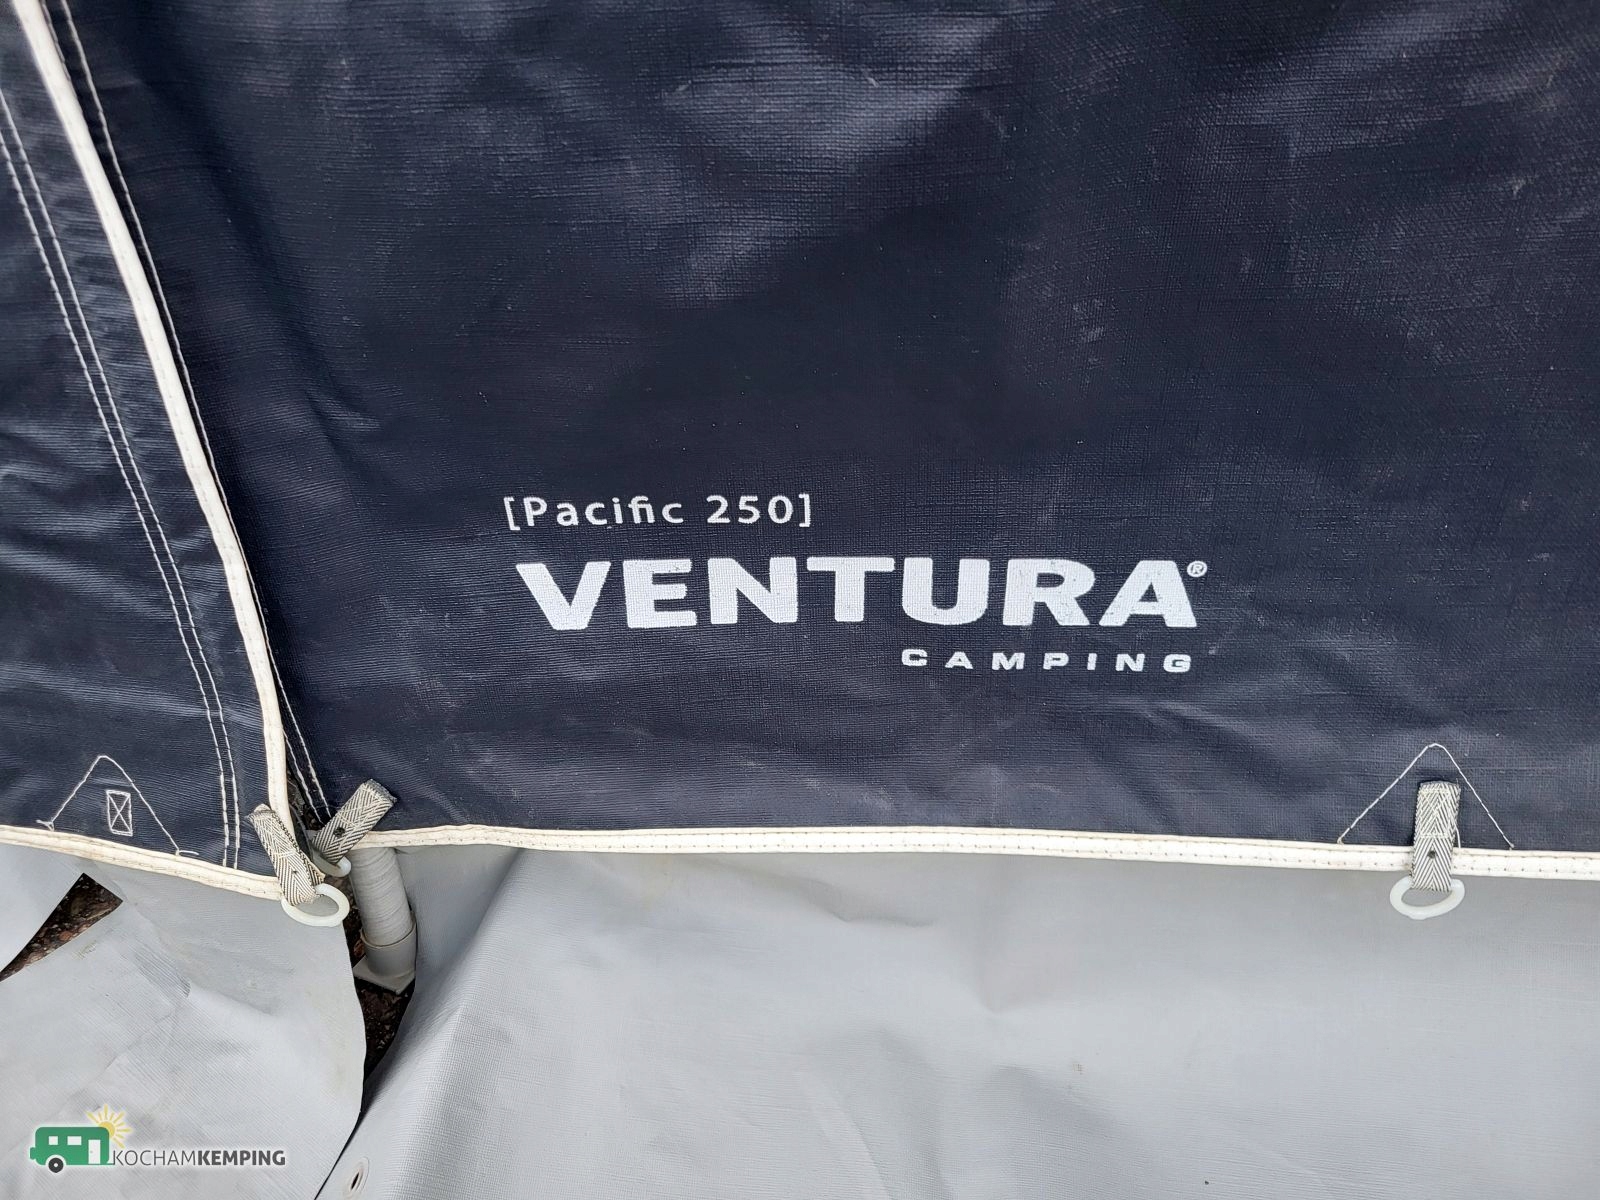 [Pacific 250]
VENTURA®
CAMPING
KOCHAMKEMPING